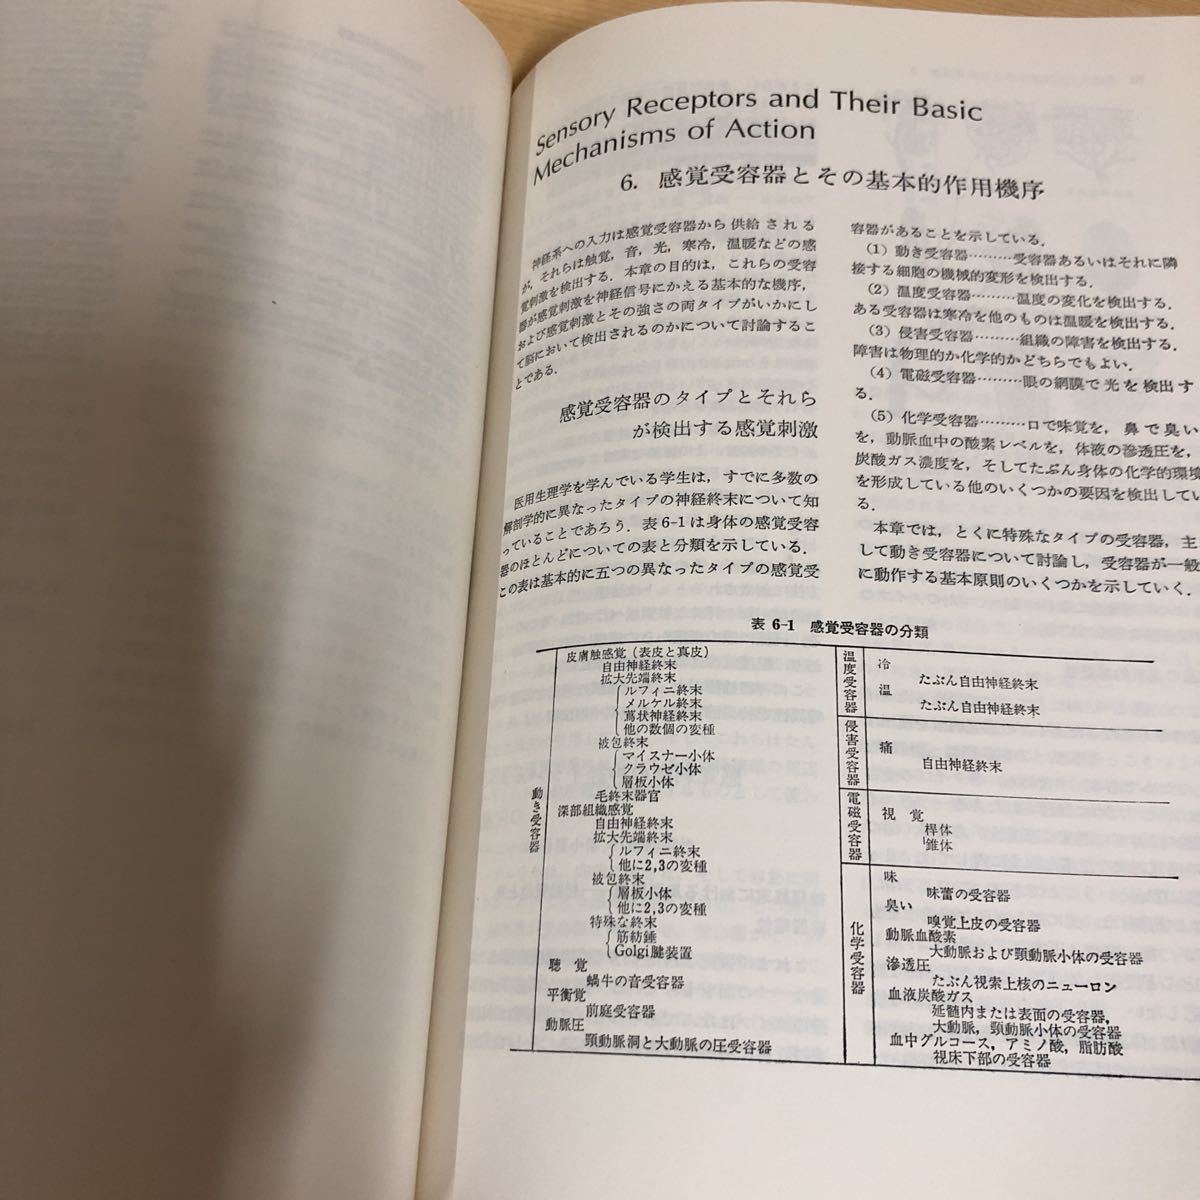 Sensory Receptors and Their Basic
Mechanisms of Action
6. 感覚受容器とその基本的作用機序
神経系への入力は感覚受容器から供給される
が，それらは触覚，音，光，寒冷，温暖などの感
覚刺激を検出する．本章の目的は，これらの受容
器が感覚刺激を神経信号にかえる基本的な機序，
および感覚刺激とその強さの両タイプがいかにし
て脳において検出されるのかについて討論するこ
とである．
感覚受容器のタイプとそれら
が検出する感覚刺激
医用生理学を学んでいる学生は，すでに多数の
解剖学的に異なったタイプの神経終末について知
っていることであろう．表6-1は身体の感覚受容
器のほとんどについての表と分類を示している．
この表は基本的に五つの異なったタイプの感覚受
容器があることを示している．
(1) 動き受容器………受容器あるいはそれに隣
接する細胞の機械的変形を検出する．
(2) 温度受容器………温度の変化を検出する．
ある受容器は寒冷を他のものは温暖を検出する．
(3) 侵害受容器………組織の障害を検出する．
障害は物理的か化学的かどちらでもよい．
(4) 電磁受容器………眼の網膜で光を検出す
る．
(5) 化学受容器………口で味覚を，鼻で臭い
を，動脈血中の酸素レベルを，体液の滲透圧を，
炭酸ガス濃度を，そしてたぶん身体の化学的環境
を形成している他のいくつかの要因を検出してい
る．
本章では，とくに特殊なタイプの受容器，主
して動き受容器について討論し，受容器が一般
に動作する基本原則のいくつかを示していく．
表 6-1 感覚受容器の分類
動き受容器
皮膚触感覚（表皮と真皮）
自由神経終末
拡大先端終末
ルフィニ終末
メルケル終末
蔦状神経終末
他の数個の変種
被包終末
マイスナー小体
クラウゼ小体
層板小体
毛終末器官
深部組織感覚
自由神経終末
拡大先端終末
ルフィニ終末
他に2,3の変種
被包終末
層板小体
他に2,3の変種
特殊な終末
筋紡錘
Golgi腱装置
聴覚
蝸牛の音受容器
平衡覚
前庭受容器
動脈圧
頸動脈洞と大動脈の圧受容器
温度受容器
冷
たぶん自由神経終末
温
たぶん自由神経終末
侵害受容器
痛
自由神経終末
電磁受容器
視覚
桿体
錐体
化学受容器
味
味蕾の受容器
臭い
嗅覚上皮の受容器
動脈血酸素
大動脈および頸動脈小体の受容器
滲透圧
たぶん視索上核のニューロン
血液炭酸ガス
延髄内または表面の受容器，
大動脈，頸動脈小体の受容器
血中グルコース，アミノ酸，脂肪酸
視床下部の受容器